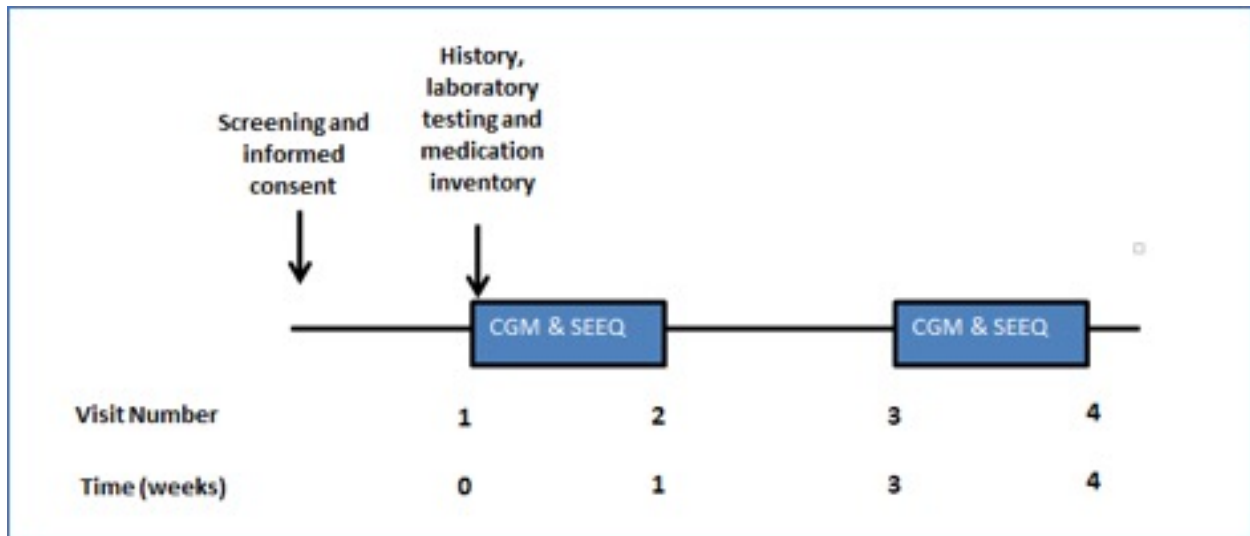 History,
laboratory
testing and
medication
inventory
Screening and
informed
consent
CGM & SEEQ
CGM & SEEQ
Visit Number 1 2 3 4
Time (weeks) 0 1 3 4